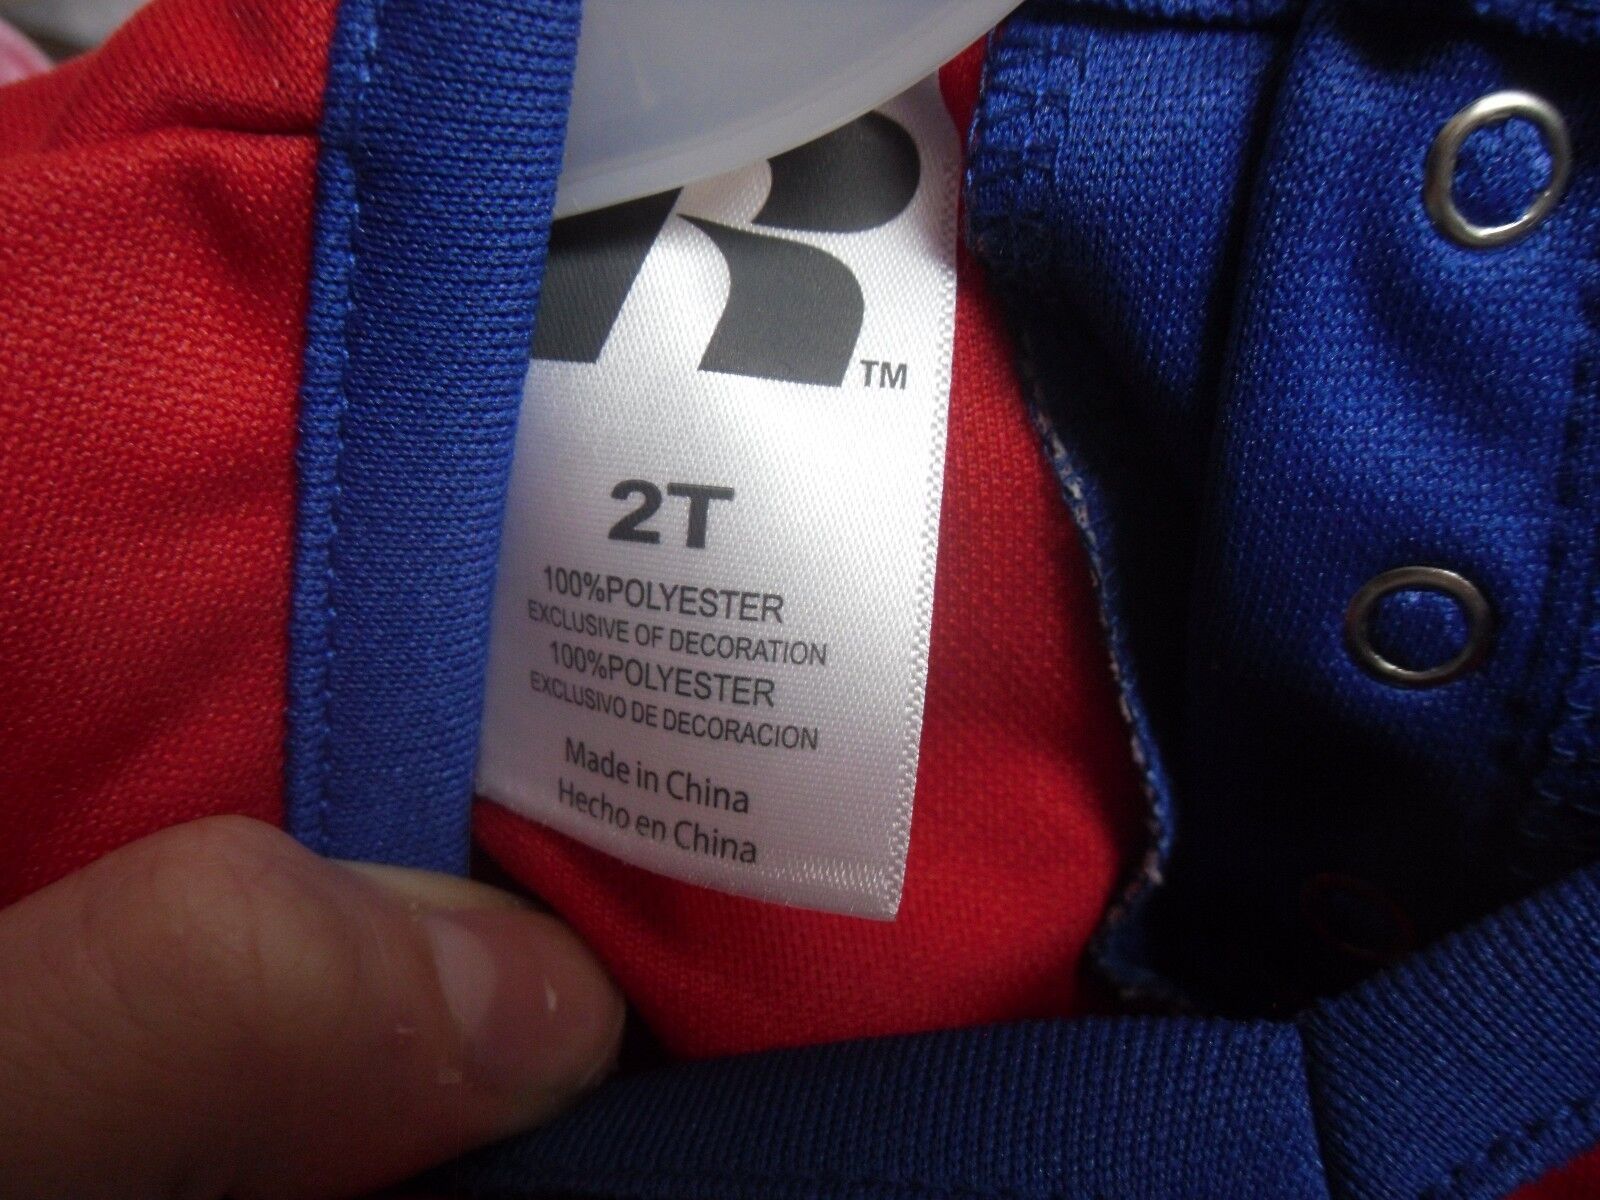 R
TM
2T
100%POLYESTER
EXCLUSIVE OF DECORATION
100%POLYESTER
EXCLUSIVO DE DECORACION
Made in China
Hecho en China